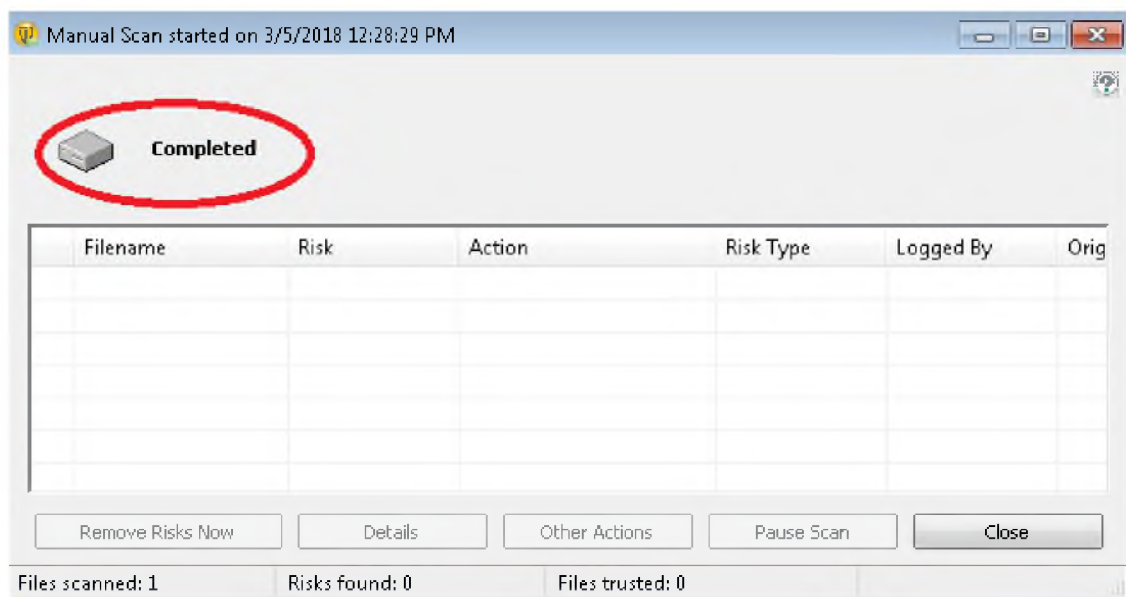 Manual Scan started on 3/5/2018 12:28:29 PM
Completed
Filename Risk Action Risk Type Logged By Orig
Remove Risks Now Details Other Actions Pause Scan Close
Files scanned: 1 Risks found: 0 Files trusted: 0